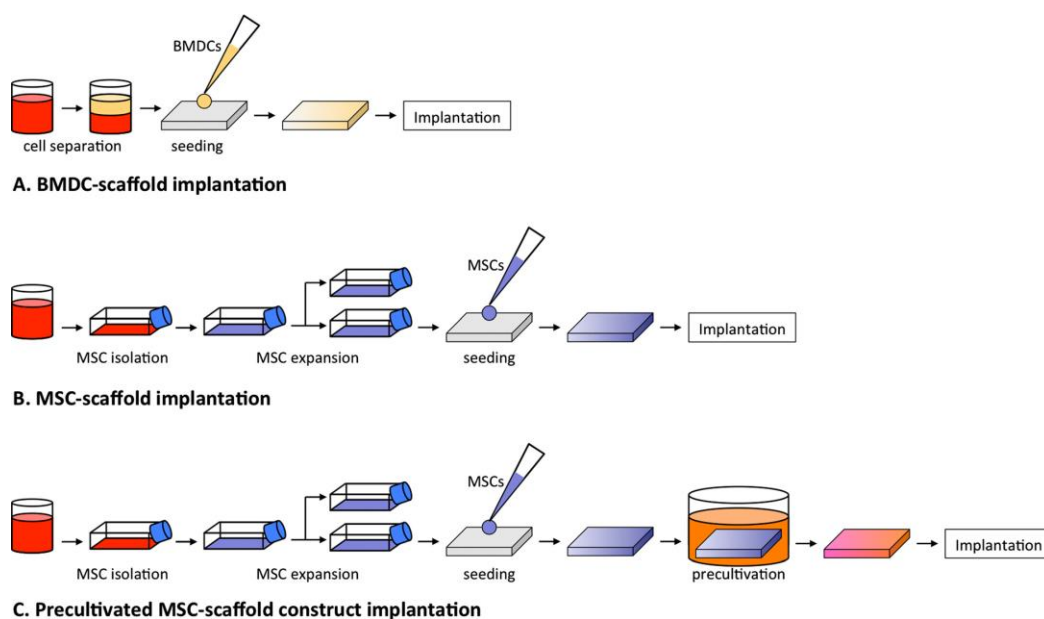 BMDCs
cell separation
seeding
Implantation
A. BMDC-scaffold implantation
MSCs
MSC isolation
MSC expansion
seeding
Implantation
B. MSC-scaffold implantation
MSCs
MSC isolation
MSC expansion
seeding
precultivation
Implantation
C. Precultivated MSC-scaffold construct implantation